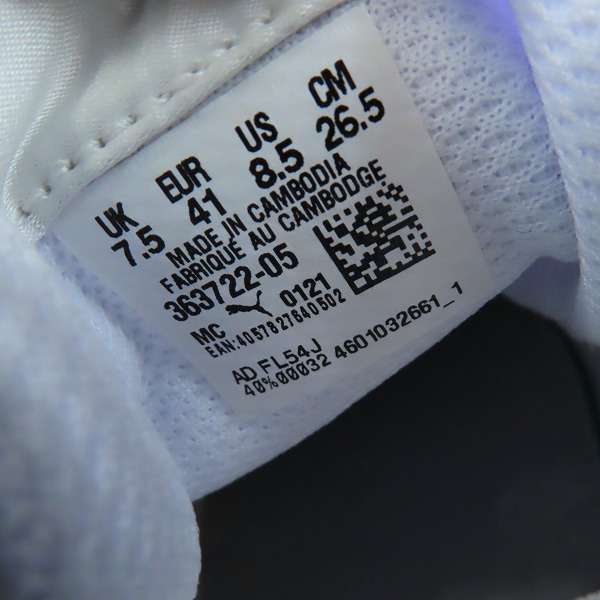 UK EUR US CM
7.5 41 8.5 26.5
MADE IN CAMBODIA
FABRIQUÉ AU CAMBODGE
363722-05
MC 0121
EAN:4057827640502
AD FL54J
40%00032 4601032661_1